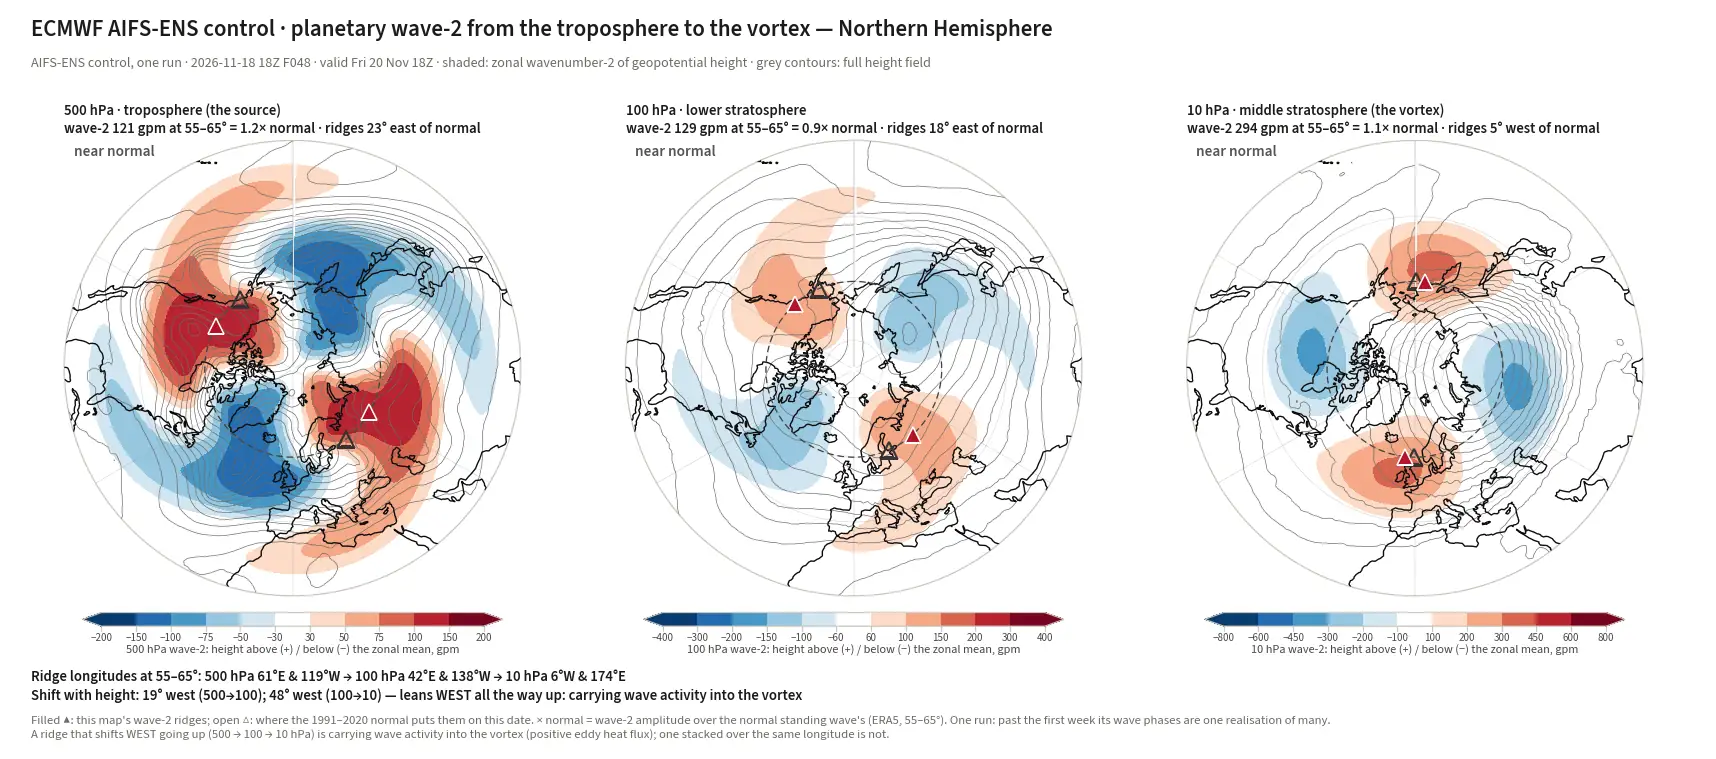 ECMWF AIFS-ENS control · planetary wave-2 from the troposphere to the vortex — Northern Hemisphere
AIFS-ENS control, one run · 2026-11-18 18Z F048 · valid Fri 20 Nov 18Z · shaded: zonal wavenumber-2 of geopotential height · grey contours: full height field
500 hPa · troposphere (the source)
wave-2 121 gpm at 55–65° = 1.2× normal · ridges 23° east of normal
near normal
100 hPa · lower stratosphere
wave-2 129 gpm at 55–65° = 0.9× normal · ridges 18° east of normal
near normal
10 hPa · middle stratosphere (the vortex)
wave-2 294 gpm at 55–65° = 1.1× normal · ridges 5° west of normal
near normal
−200 −150 −100 −75 −50 −30 30 50 75 100 150 200
500 hPa wave-2: height above (+) / below (−) the zonal mean, gpm
−400 −300 −200 −150 −100 −60 60 100 150 200 300 400
100 hPa wave-2: height above (+) / below (−) the zonal mean, gpm
−800 −600 −450 −300 −200 −100 100 200 300 450 600 800
10 hPa wave-2: height above (+) / below (−) the zonal mean, gpm
Ridge longitudes at 55–65°: 500 hPa 61°E & 119°W → 100 hPa 42°E & 138°W → 10 hPa 6°W & 174°E
Shift with height: 19° west (500→100); 48° west (100→10) — leans WEST all the way up: carrying wave activity into the vortex
Filled ▲: this map's wave-2 ridges; open △: where the 1991–2020 normal puts them on this date. × normal = wave-2 amplitude over the normal standing wave's (ERA5, 55–65°). One run: past the first week its wave phases are one realisation of many.
A ridge that shifts WEST going up (500 → 100 → 10 hPa) is carrying wave activity into the vortex (positive eddy heat flux); one stacked over the same longitude is not.